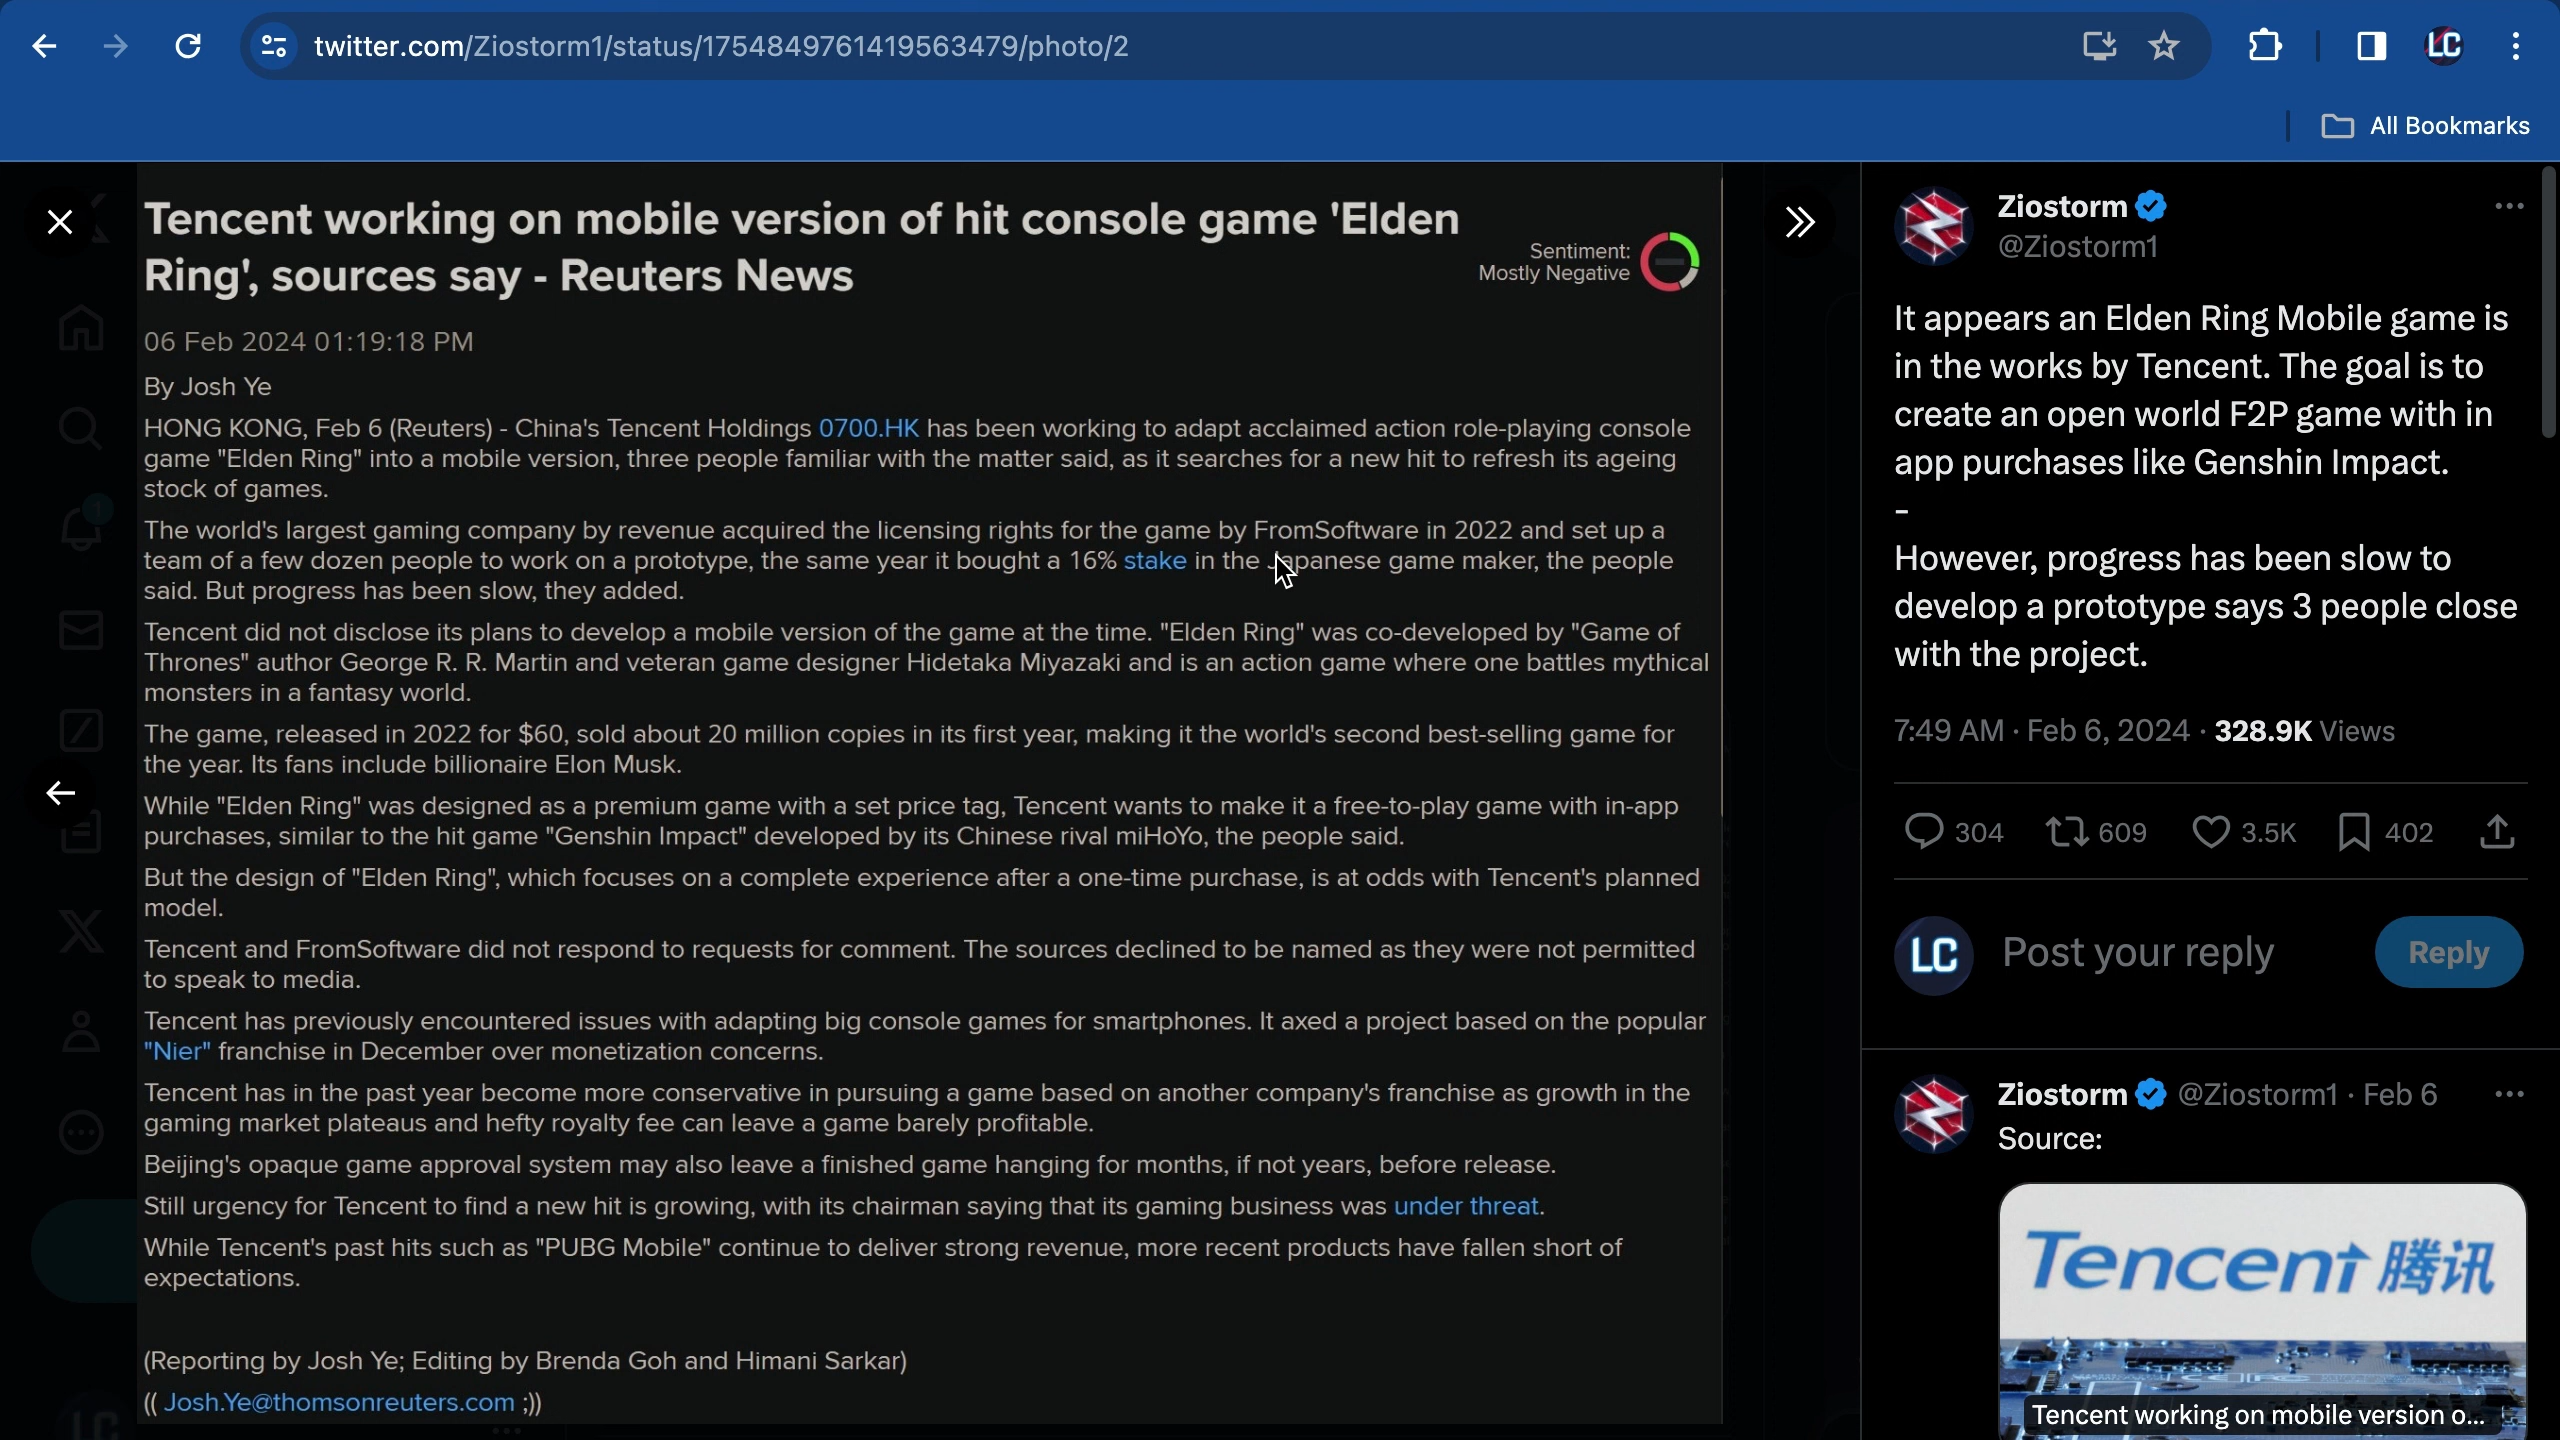 twitter.com/Ziostorm1/status/1754849761419563479/photo/2
LC
All Bookmarks
Tencent working on mobile version of hit console game 'Elden
Ring', sources say - Reuters News
Sentiment:
Mostly Negative
06 Feb 2024 01:19:18 PM
By Josh Ye
HONG KONG, Feb 6 (Reuters) - China's Tencent Holdings 0700.HK has been working to adapt acclaimed action role-playing console
game "Elden Ring" into a mobile version, three people familiar with the matter said, as it searches for a new hit to refresh its ageing
stock of games.
The world's largest gaming company by revenue acquired the licensing rights for the game by FromSoftware in 2022 and set up a
team of a few dozen people to work on a prototype, the same year it bought a 16% stake in the Japanese game maker, the people
said. But progress has been slow, they added.
Tencent did not disclose its plans to develop a mobile version of the game at the time. "Elden Ring" was co-developed by "Game of
Thrones" author George R. R. Martin and veteran game designer Hidetaka Miyazaki and is an action game where one battles mythical
monsters in a fantasy world.
The game, released in 2022 for $60, sold about 20 million copies in its first year, making it the world's second best-selling game for
the year. Its fans include billionaire Elon Musk.
While "Elden Ring" was designed as a premium game with a set price tag, Tencent wants to make it a free-to-play game with in-app
purchases, similar to the hit game "Genshin Impact" developed by its Chinese rival miHoYo, the people said.
But the design of "Elden Ring", which focuses on a complete experience after a one-time purchase, is at odds with Tencent's planned
model.
Tencent and FromSoftware did not respond to requests for comment. The sources declined to be named as they were not permitted
to speak to media.
Tencent has previously encountered issues with adapting big console games for smartphones. It axed a project based on the popular
"Nier" franchise in December over monetization concerns.
Tencent has in the past year become more conservative in pursuing a game based on another company's franchise as growth in the
gaming market plateaus and hefty royalty fee can leave a game barely profitable.
Beijing's opaque game approval system may also leave a finished game hanging for months, if not years, before release.
Still urgency for Tencent to find a new hit is growing, with its chairman saying that its gaming business was under threat.
While Tencent's past hits such as "PUBG Mobile" continue to deliver strong revenue, more recent products have fallen short of
expectations.
(Reporting by Josh Ye; Editing by Brenda Goh and Himani Sarkar)
(( Josh.Ye@thomsonreuters.com ;))
1
LC
Ziostorm
@Ziostorm1
It appears an Elden Ring Mobile game is
in the works by Tencent. The goal is to
create an open world F2P game with in
app purchases like Genshin Impact.
-
However, progress has been slow to
develop a prototype says 3 people close
with the project.
7:49 AM · Feb 6, 2024 · 328.9K Views
304 609 3.5K 402
LC Post your reply Reply
Ziostorm @Ziostorm1 · Feb 6
Source:
Tencent 腾讯
Tencent working on mobile version o...